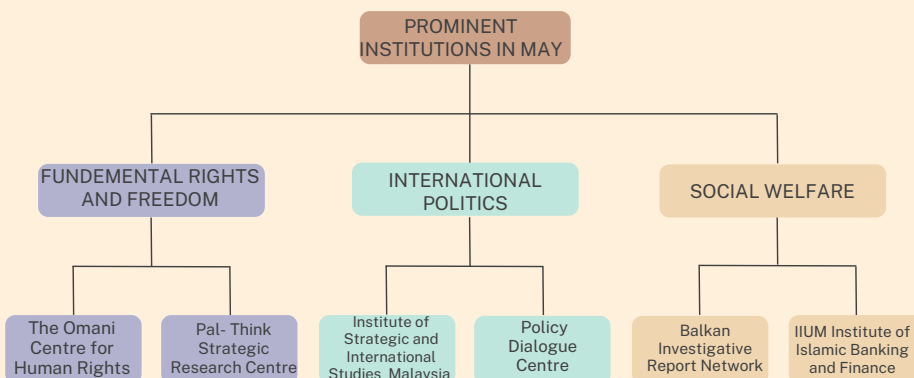 PROMINENT
INSTITUTIONS IN MAY
FUNDEMENTAL RIGHTS
AND FREEDOM
INTERNATIONAL
POLITICS
SOCIAL WELFARE
The Omani
Centre for
Human Rights
Pal- Think
Strategic
Research Centre
Institute of
Strategic and
International
Studies Malaysia
Policy
Dialogue
Centre
Balkan
Investigative
Report Network
IIUM Institute of
Islamic Banking
and Finance